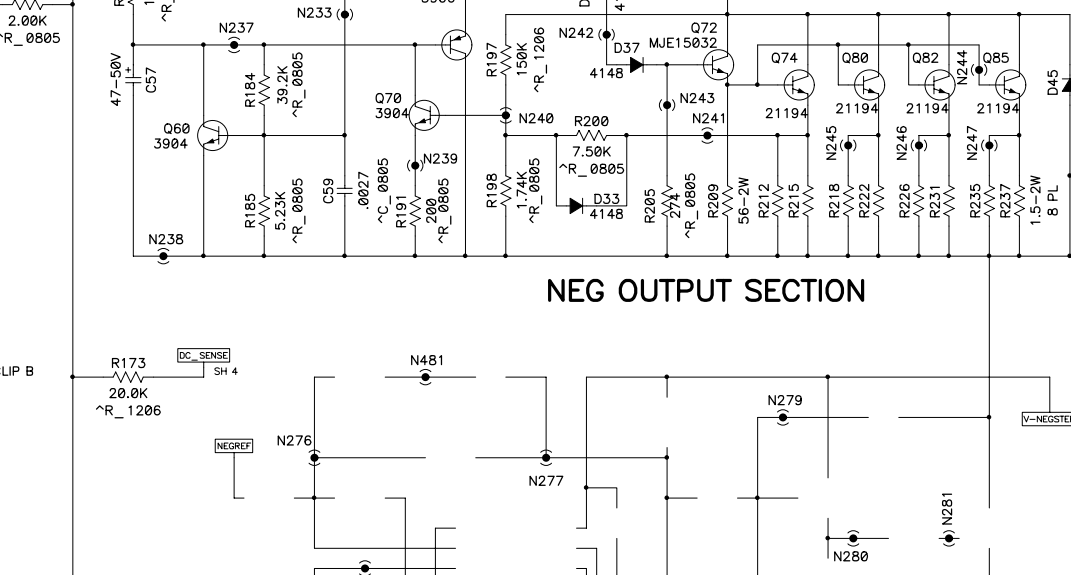 2.00K
^R_0805
N237
47-50V
+
C57
R184
39.2K
^R_0805
Q60
3904
R185
5.23K
^R_0805
N238
N233
C59
.0027
^C_0805
Q70
3904
N239
R191
200
^R_0805
R197
150K
^R_1206
N240
R198
1.74K
^R_0805
R200
7.50K
^R_0805
D33
4148
N242
D37
4148
N243
N241
R205
274
^R_0805
Q72
MJE15032
R209
56-2W
Q74
21194
R212
R215
Q80
21194
N245
R218
R222
Q82
21194
N246
R226
R231
N244
Q85
21194
N247
R235
R237
1.5-2W
8 PL
D45
NEG OUTPUT SECTION
CLIP B
R173
20.0K
^R_1206
DC_SENSE
SH 4
NEGREF
N276
N481
N277
N279
N280
N281